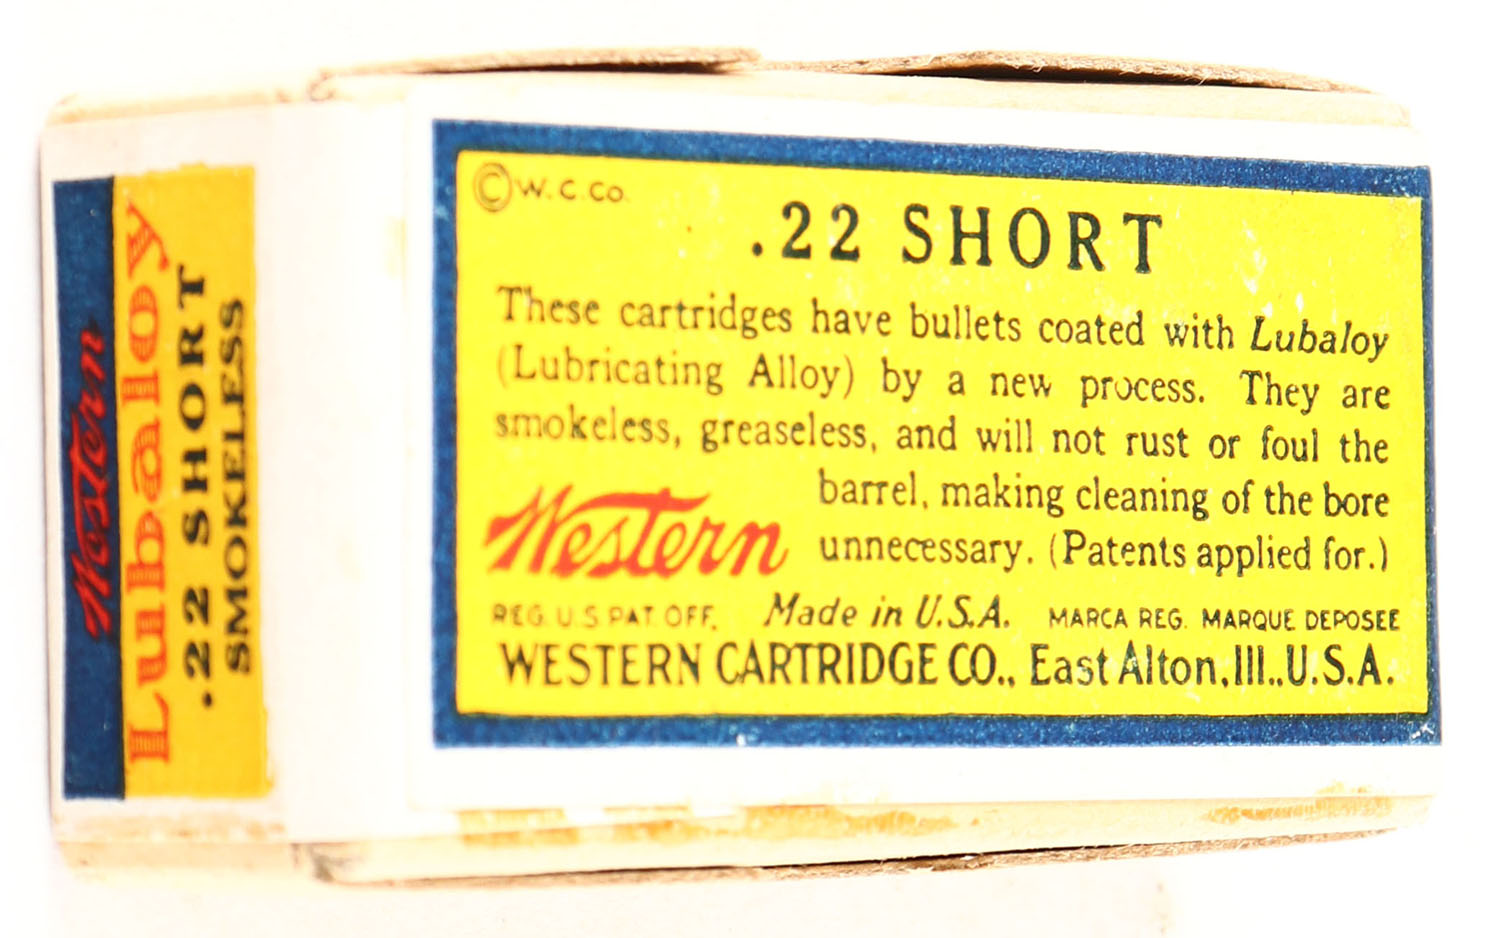 Western
Lubaloy
.22 SHORT
SMOKELESS
© W. C. Co.
.22 SHORT
These cartridges have bullets coated with Lubaloy
(Lubricating Alloy) by a new process. They are
smokeless, greaseless, and will not rust or foul the
barrel, making cleaning of the bore
unnecessary. (Patents applied for.)
Western
REG. U.S. PAT. OFF. Made in U.S.A. MARCA REG. MARQUE DEPOSEE
WESTERN CARTRIDGE CO., East Alton, Ill., U.S.A.